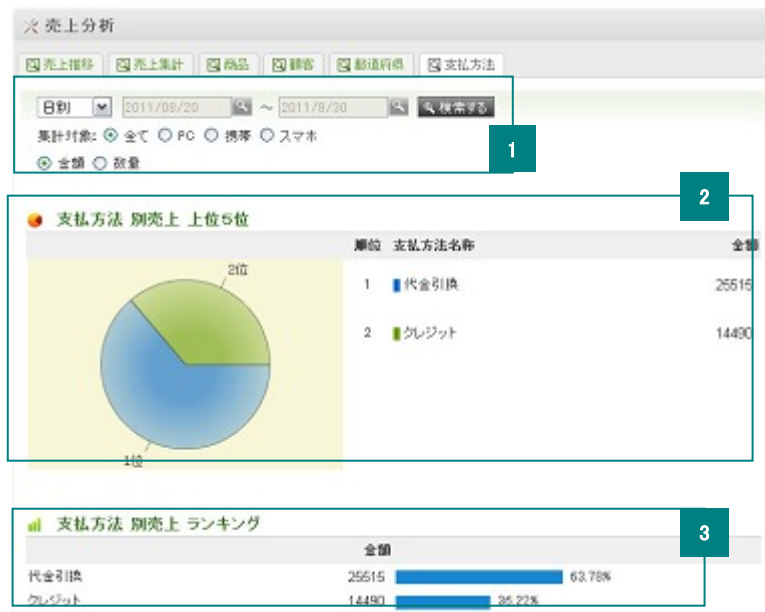 売上分析
売上推移 売上集計 商品 顧客 都道府県 支払方法
日別 2011/08/20 ～ 2011/8/30 検索する
集計対象: 全て PC 携帯 スマホ
1
金額 数量
2
支払方法 別売上 上位5位
順位 支払方法名称 金額
2位
1 代金引換 25515
2 クレジット 14490
1位
3
支払方法 別売上 ランキング
金額
代金引換 25515 63.78%
クレジット 14490 36.22%